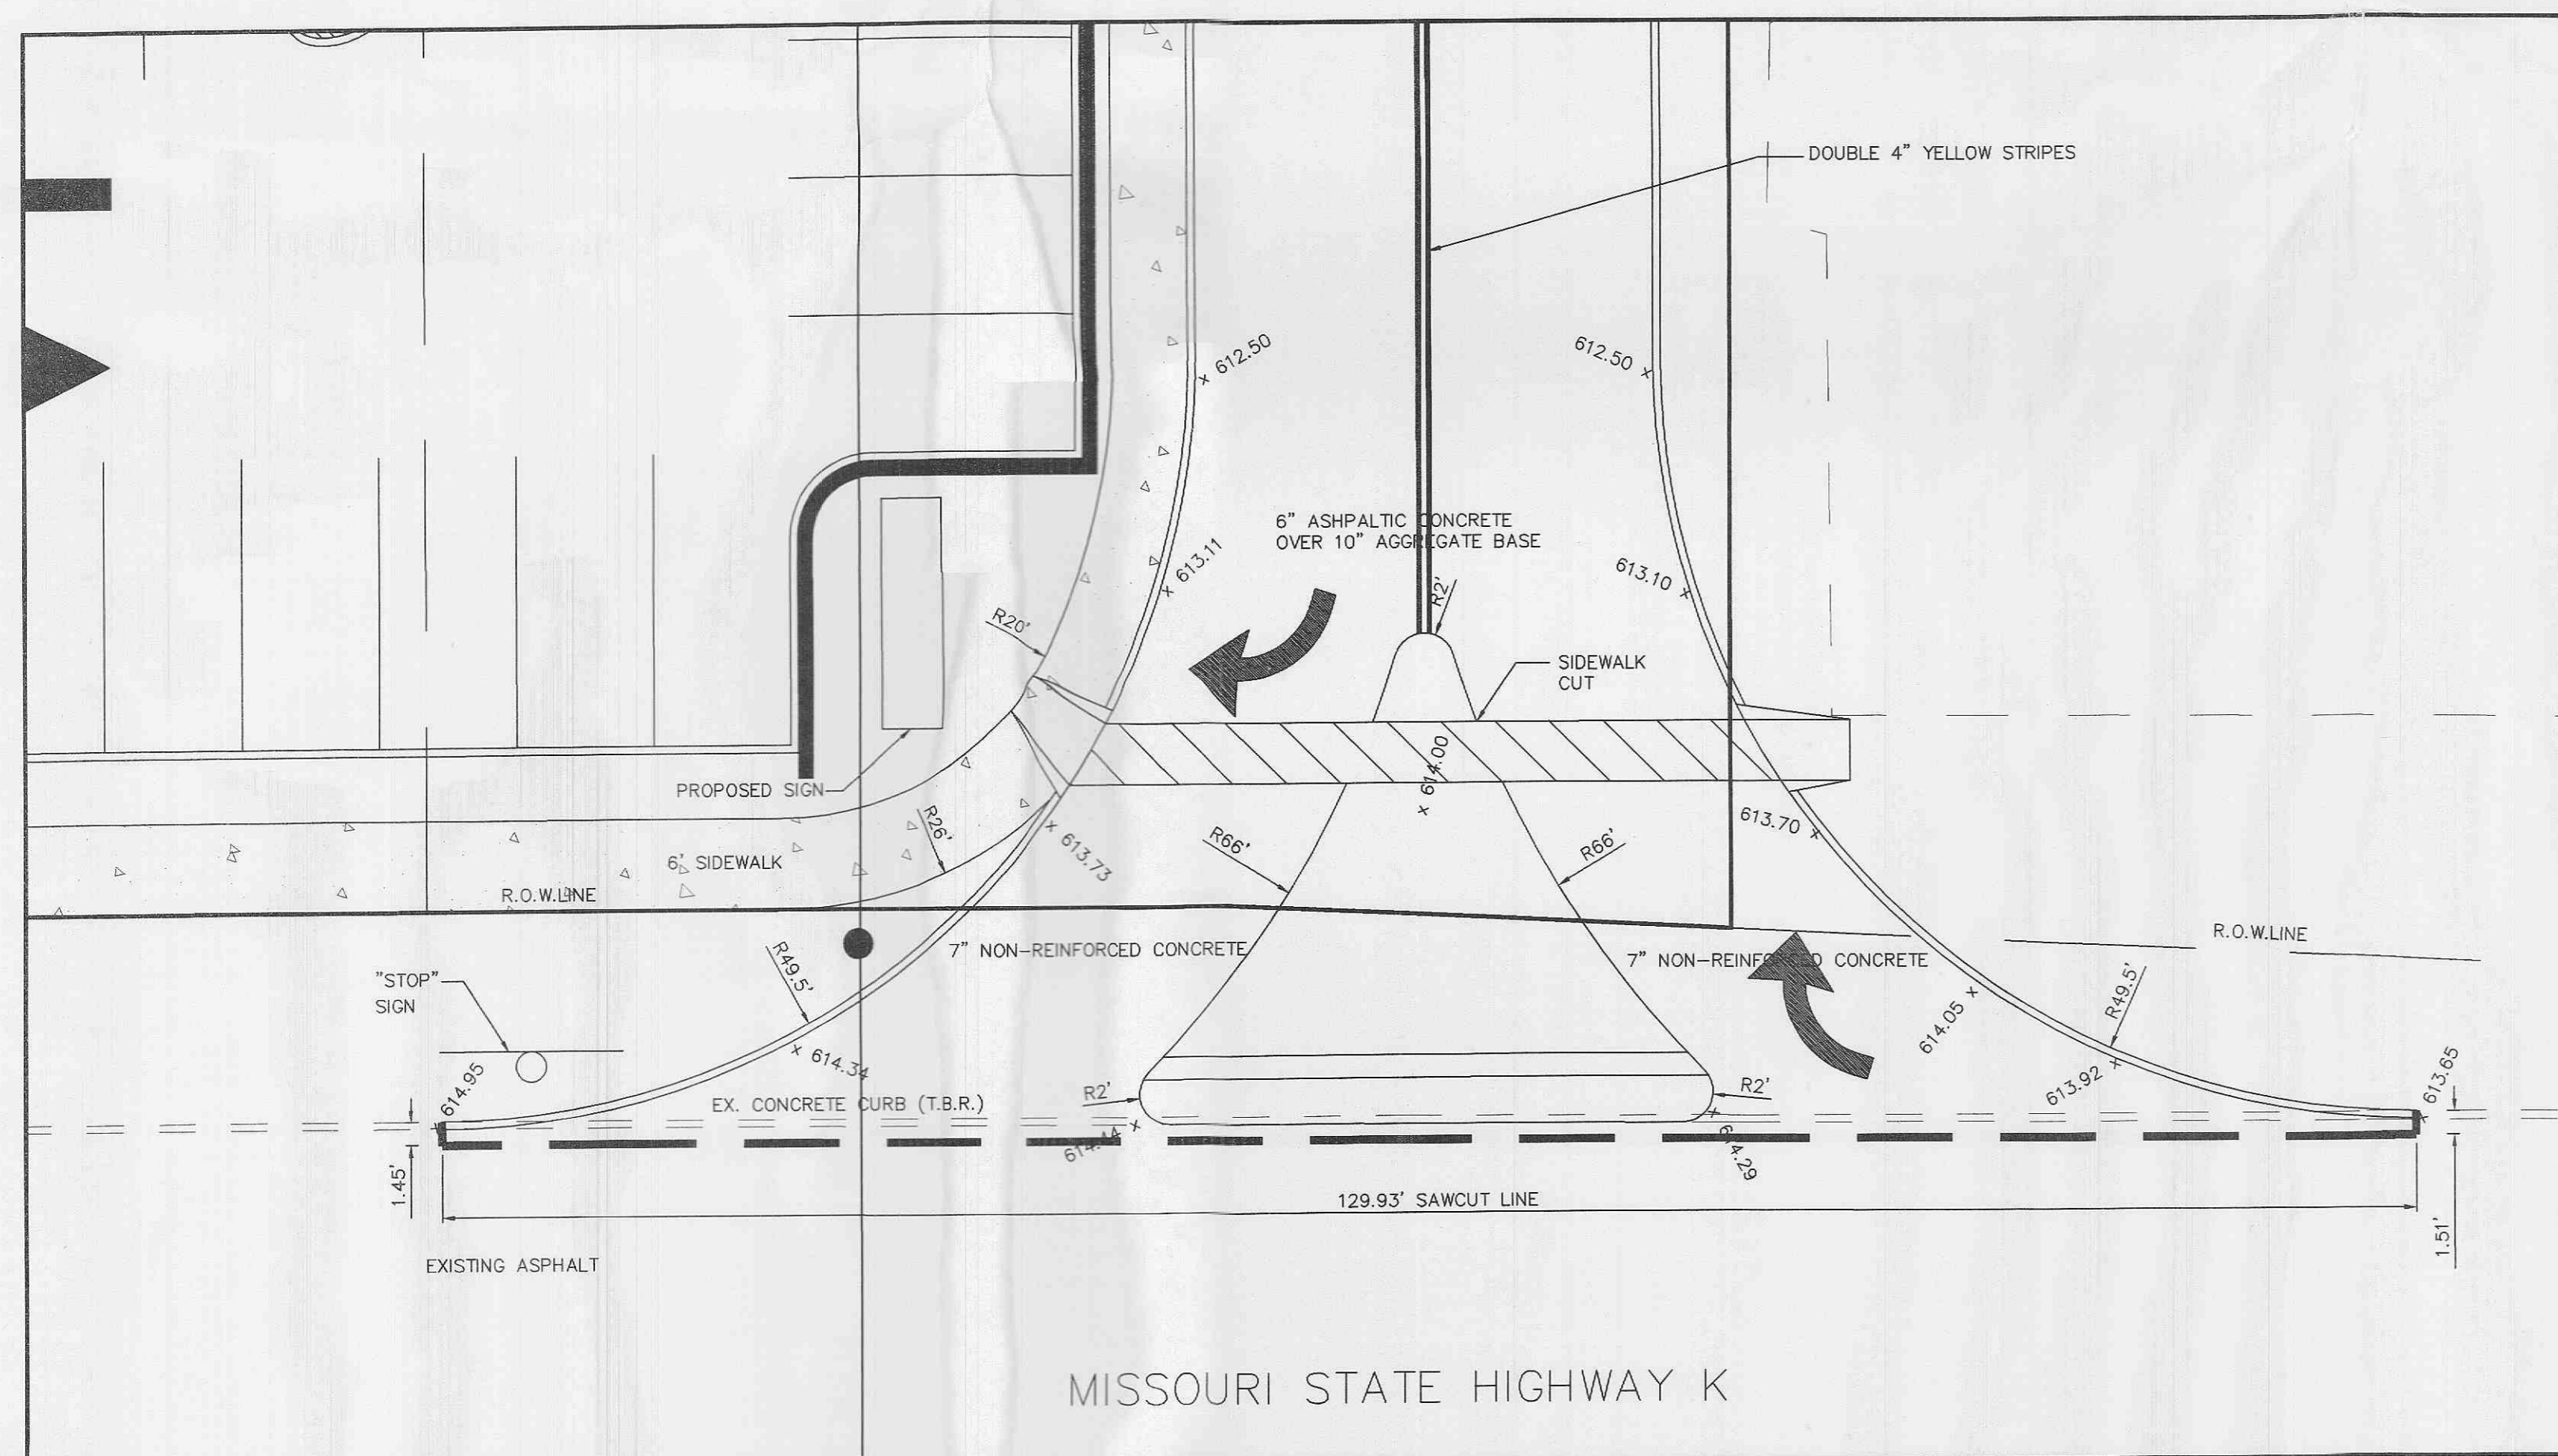 DOUBLE 4" YELLOW STRIPES
612.50
612.50
6" ASHPALTIC CONCRETE
OVER 10" AGGREGATE BASE
613.11
613.10
R2'
R20'
SIDEWALK
CUT
614.00
PROPOSED SIGN
R26'
613.73
R66'
R66'
613.70
6' SIDEWALK
R.O.W.LINE
R.O.W.LINE
7" NON-REINFORCED CONCRETE
7" NON-REINFORCED CONCRETE
"STOP"
SIGN
R49.5'
R49.5'
614.05
614.95
614.34
613.92
613.65
EX. CONCRETE CURB (T.B.R.)
R2'
R2'
614.44
614.29
1.45'
129.93' SAWCUT LINE
1.51'
EXISTING ASPHALT
MISSOURI STATE HIGHWAY K